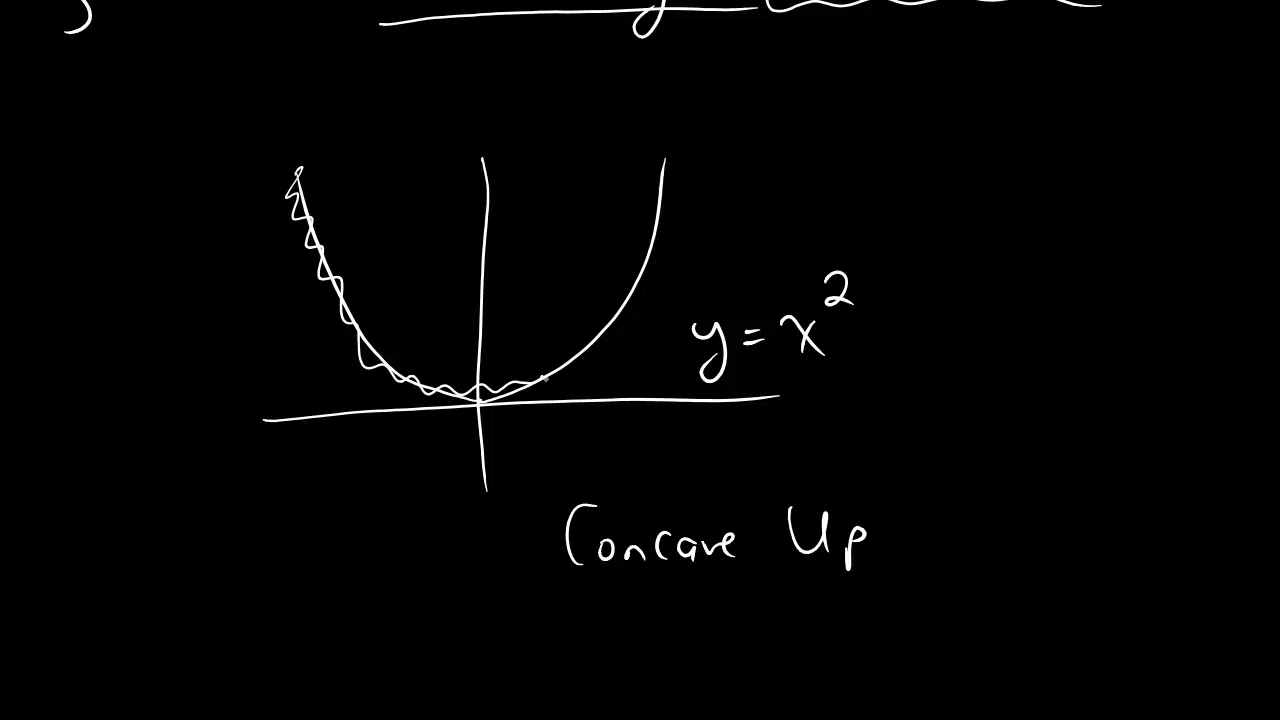 y = x²
Concave Up